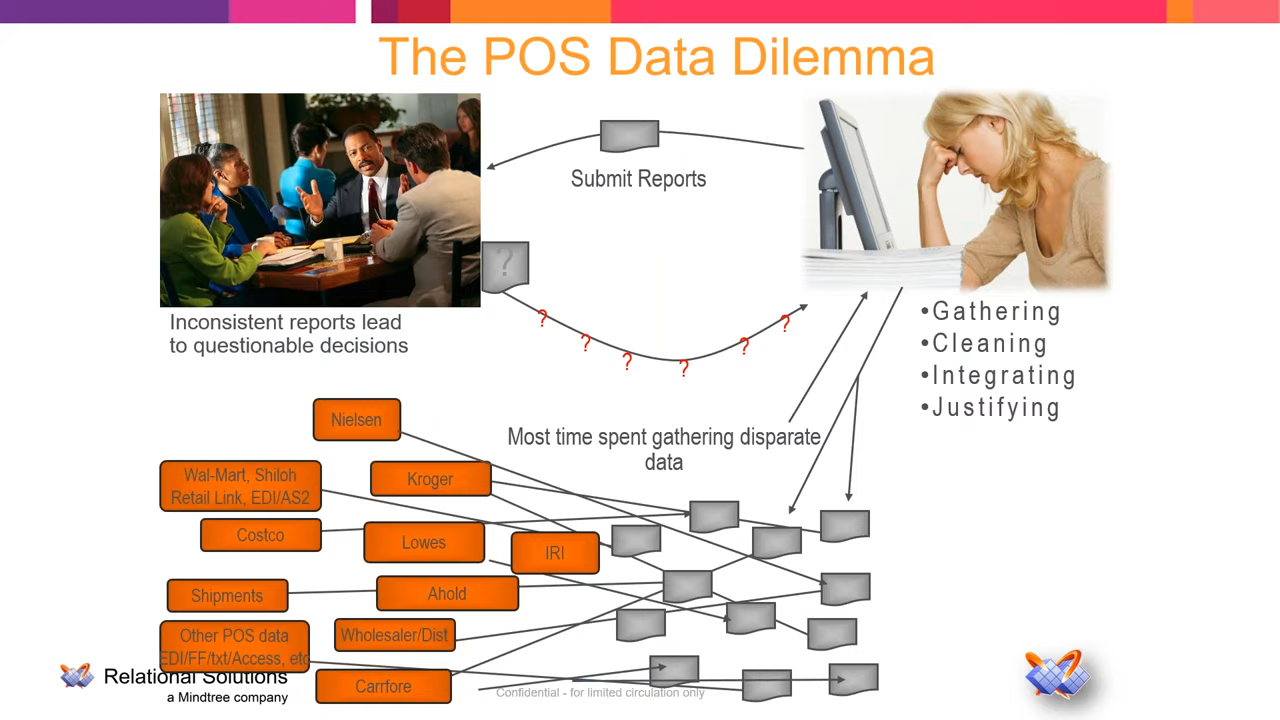 The POS Data Dilemma
Submit Reports
?
Inconsistent reports lead
to questionable decisions
?
?
?
?
?
?
•Gathering
•Cleaning
•Integrating
•Justifying
Most time spent gathering disparate
data
Nielsen
Wal-Mart, Shiloh
Retail Link, EDI/AS2
Kroger
Costco
Lowes
IRI
Shipments
Ahold
Other POS data
EDI/FF/txt/Access, etc
Wholesaler/Dist
Carrfore
Relational Solutions
a Mindtree company
Confidential - for limited circulation only